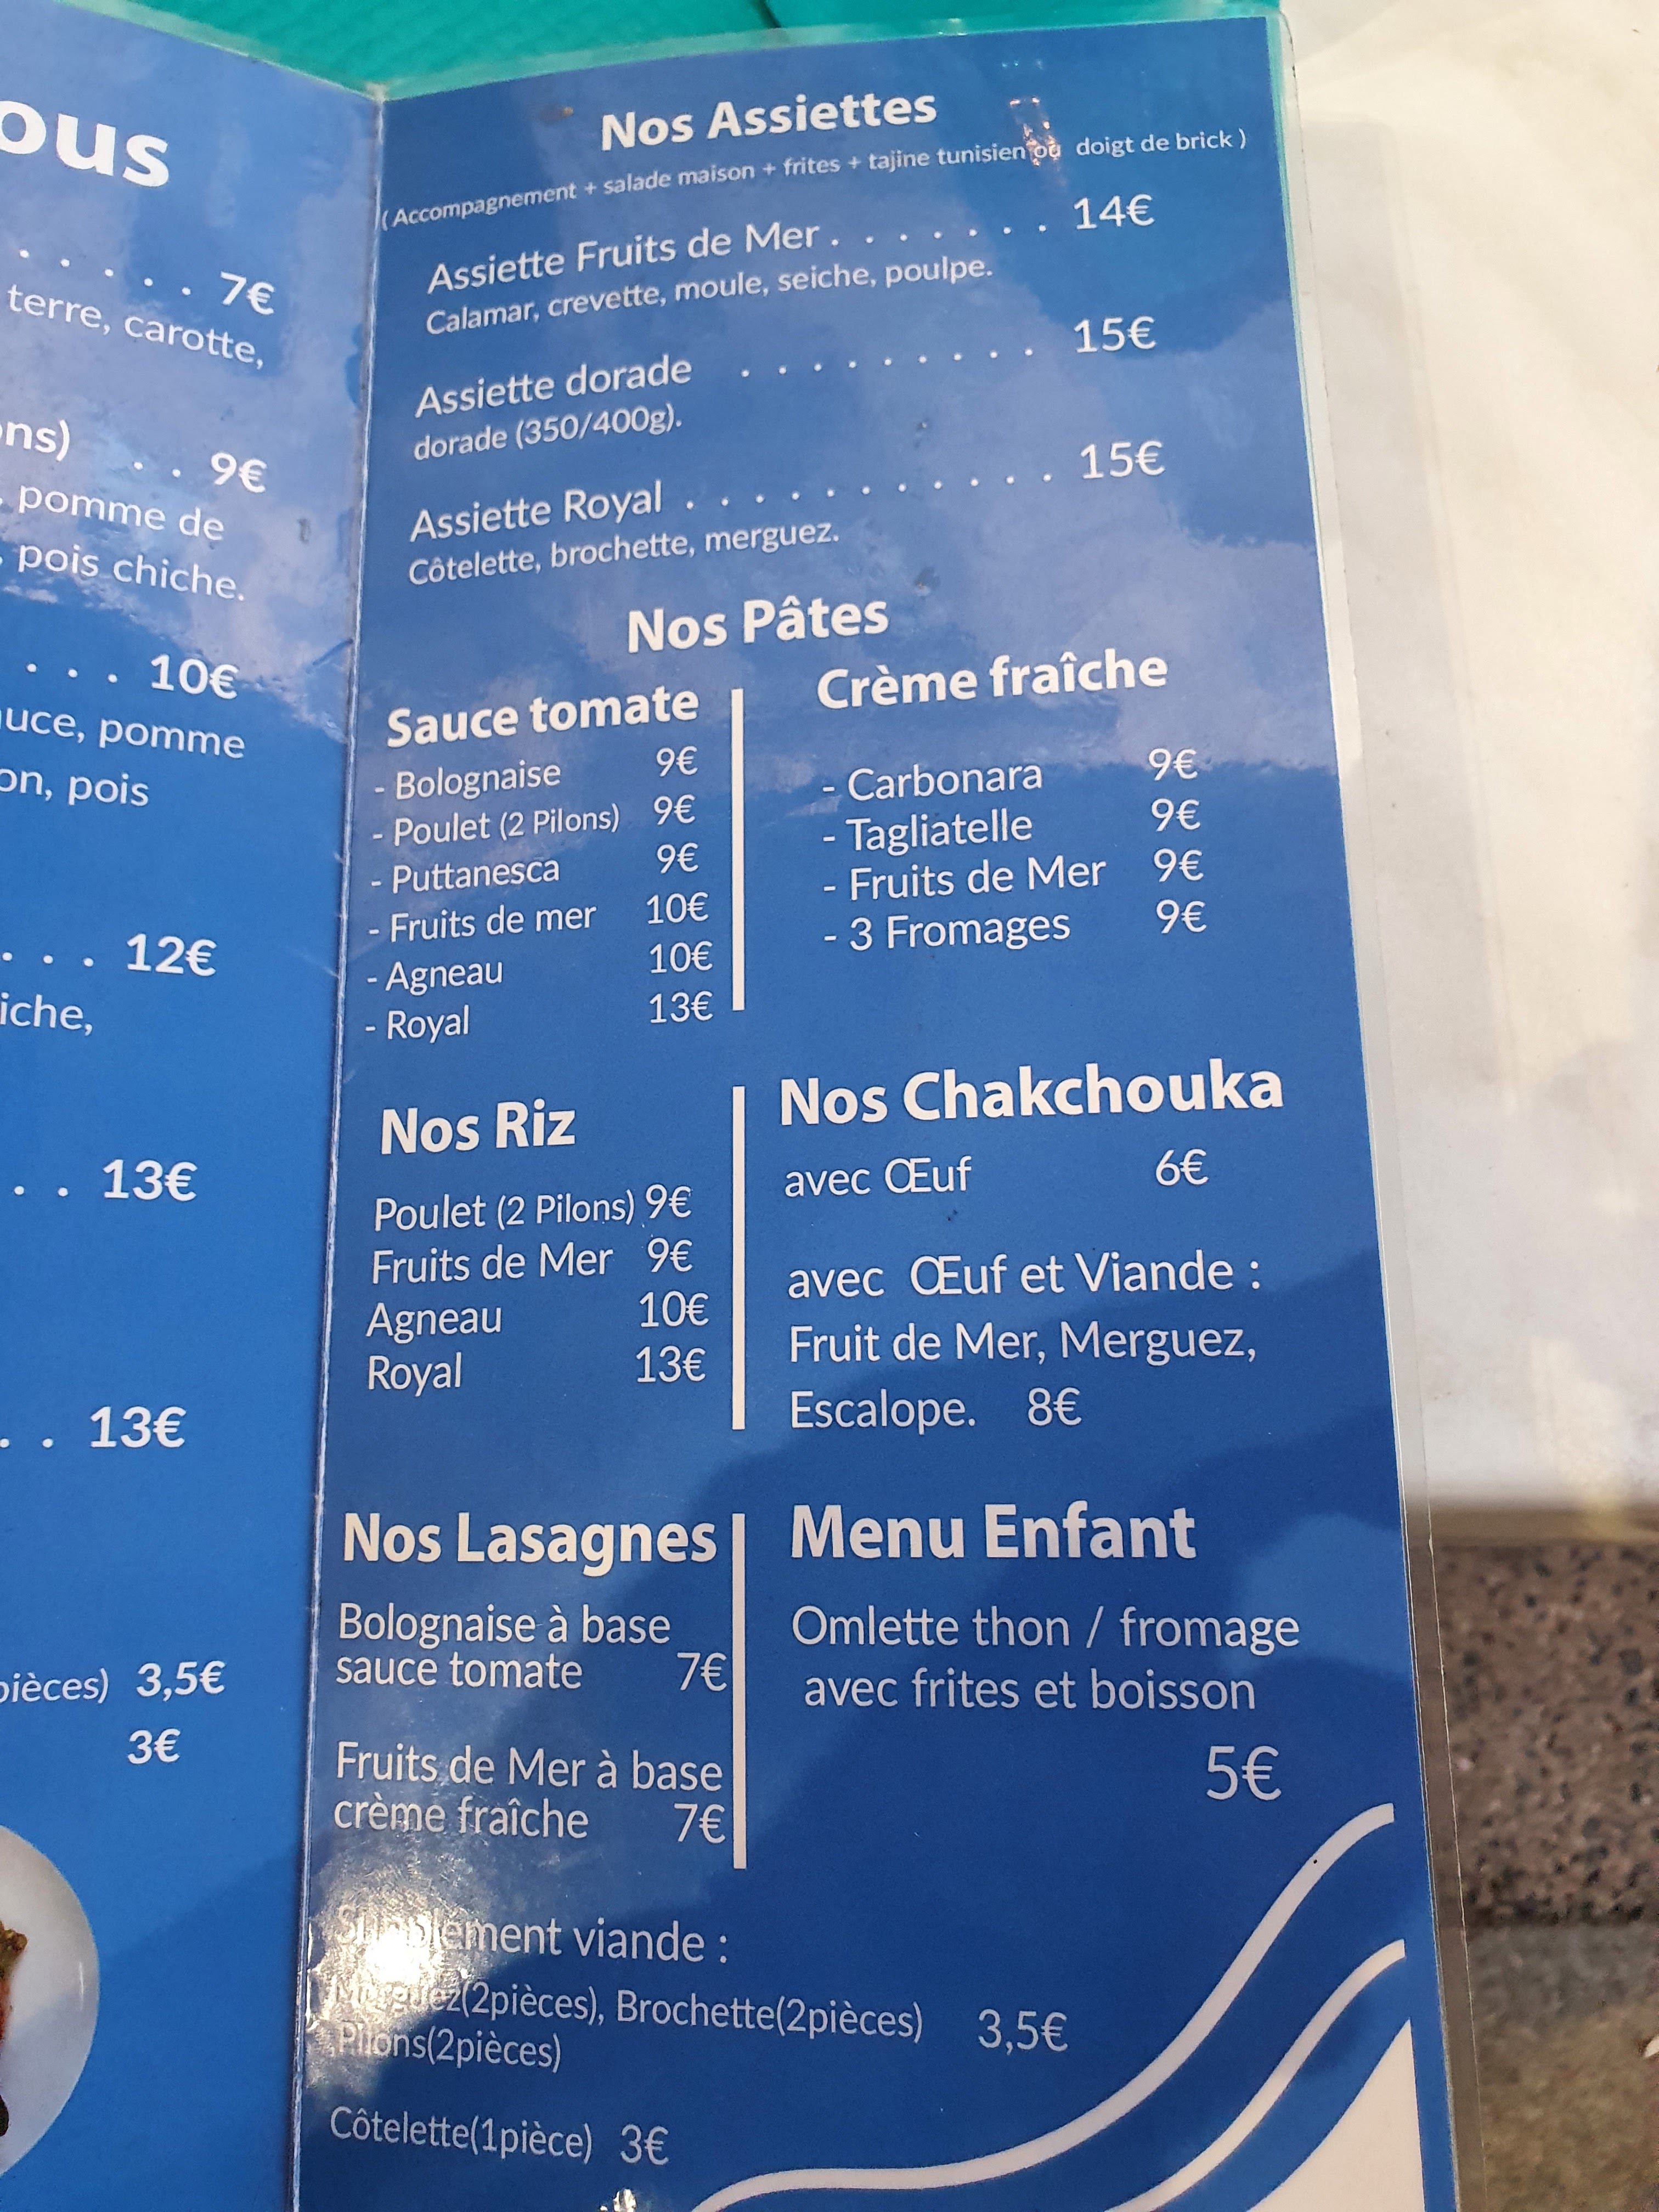 ous
. . . . . 7€
terre, carotte,
ns) . . 9€
pomme de
pois chiche.
. . . 10€
uce, pomme
on, pois
. . . 12€
iche,
. . 13€
. . 13€
pièces) 3,5€
3€
Nos Assiettes
( Accompagnement + salade maison + frites + tajine tunisien où doigt de brick )
Assiette Fruits de Mer . . . . . . . 14€
Calamar, crevette, moule, seiche, poulpe.
Assiette dorade . . . . . . . . . 15€
dorade (350/400g).
Assiette Royal . . . . . . . . . . . 15€
Côtelette, brochette, merguez.
Nos Pâtes
Sauce tomate
- Bolognaise 9€
- Poulet (2 Pilons) 9€
- Puttanesca 9€
- Fruits de mer 10€
- Agneau 10€
- Royal 13€
Crème fraîche
- Carbonara 9€
- Tagliatelle 9€
- Fruits de Mer 9€
- 3 Fromages 9€
Nos Riz
Poulet (2 Pilons) 9€
Fruits de Mer 9€
Agneau 10€
Royal 13€
Nos Chakchouka
avec Œuf 6€
avec Œuf et Viande :
Fruit de Mer, Merguez,
Escalope. 8€
Nos Lasagnes
Bolognaise à base
sauce tomate 7€
Fruits de Mer à base
crème fraîche 7€
Menu Enfant
Omlette thon / fromage
avec frites et boisson
5€
Supplément viande :
Merguez(2pièces), Brochette(2pièces) 3,5€
Pilons(2pièces)
Côtelette(1pièce) 3€